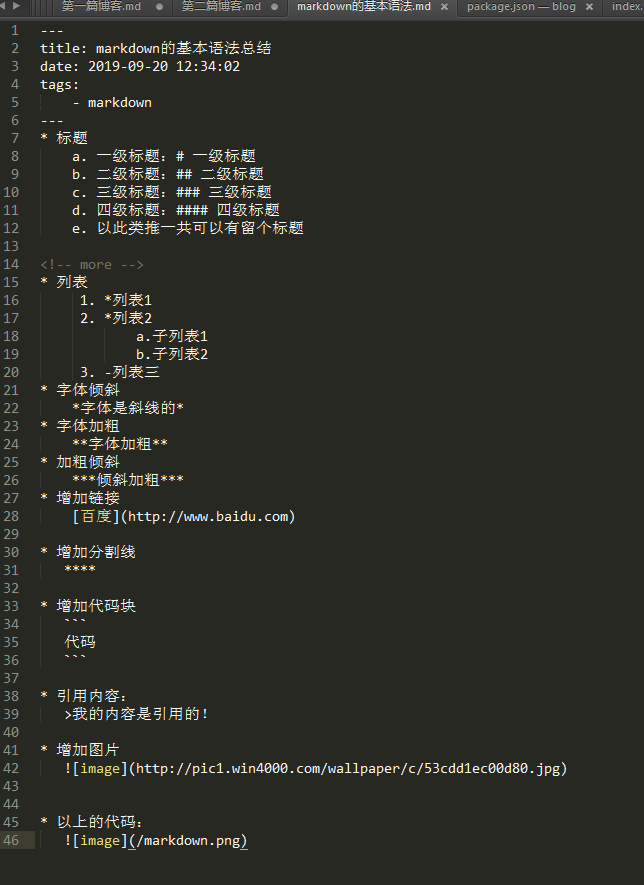 第一篇博客.md 第二篇博客.md markdown的基本语法.md × package.json — blog × index.
1 ---
2 title: markdown的基本语法总结
3 date: 2019-09-20 12:34:02
4 tags:
5 - markdown
6 ---
7 * 标题
8 a. 一级标题：# 一级标题
9 b. 二级标题：## 二级标题
10 c. 三级标题：### 三级标题
11 d. 四级标题：#### 四级标题
12 e. 以此类推一共可以有留个标题
13
14 <!-- more -->
15 * 列表
16 1. *列表1
17 2. *列表2
18 a.子列表1
19 b.子列表2
20 3. -列表三
21 * 字体倾斜
22 *字体是斜线的*
23 * 字体加粗
24 **字体加粗**
25 * 加粗倾斜
26 ***倾斜加粗***
27 * 增加链接
28 [百度](http://www.baidu.com)
29
30 * 增加分割线
31 ****
32
33 * 增加代码块
34 ```
35 代码
36 ```
37
38 * 引用内容：
39 >我的内容是引用的！
40
41 * 增加图片
42 ![image](http://pic1.win4000.com/wallpaper/c/53cdd1ec00d80.jpg)
43
44
45 * 以上的代码：
46 ![image](/markdown.png)